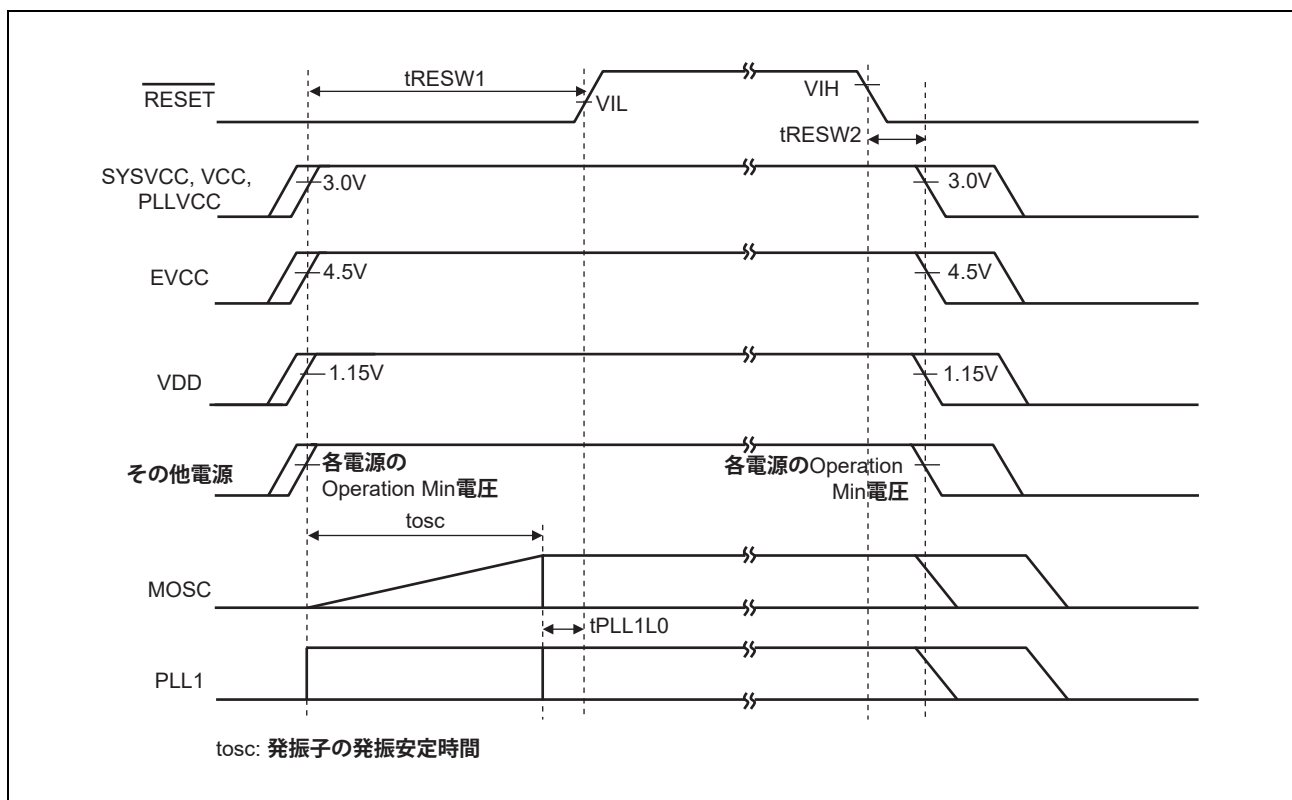 RESET
tRESW1
VIL
VIH
tRESW2
SYSVCC, VCC,
PLLVCC
3.0V
3.0V
EVCC
4.5V
4.5V
VDD
1.15V
1.15V
その他電源
各電源の
Operation Min電圧
各電源のOperation
Min電圧
tosc
MOSC
tPLL1L0
PLL1
tosc: 発振子の発振安定時間